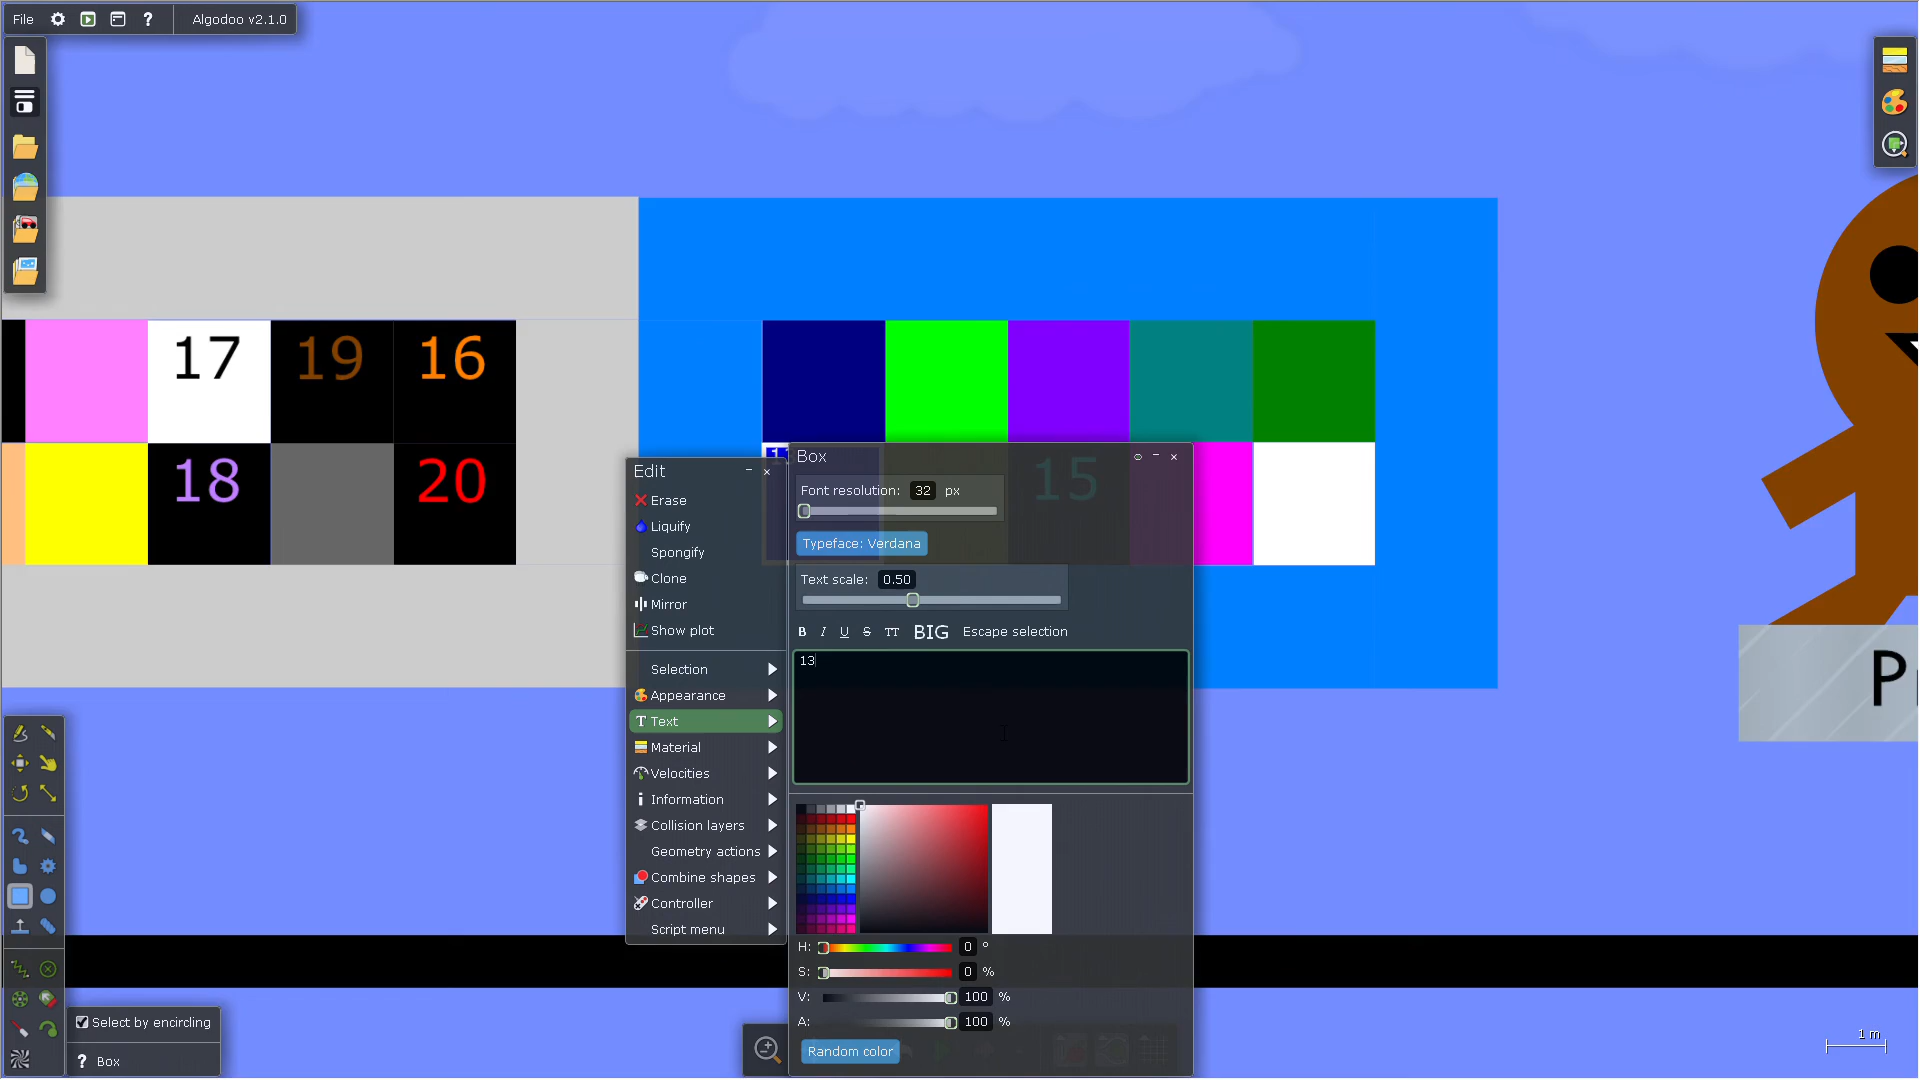 File
?
Algodoo v2.1.0
17
19
16
18
20
15
Edit
Erase
Liquify
Spongify
Clone
Mirror
Show plot
Selection
Appearance
Text
Material
Velocities
Information
Collision layers
Geometry actions
Combine shapes
Controller
Script menu
Box
Font resolution: 32 px
Typeface: Verdana
Text scale: 0.50
B I U S TT BIG Escape selection
13
H: 0 °
S: 0 %
V: 100 %
A: 100 %
Random color
Select by encircling
? Box
1 m